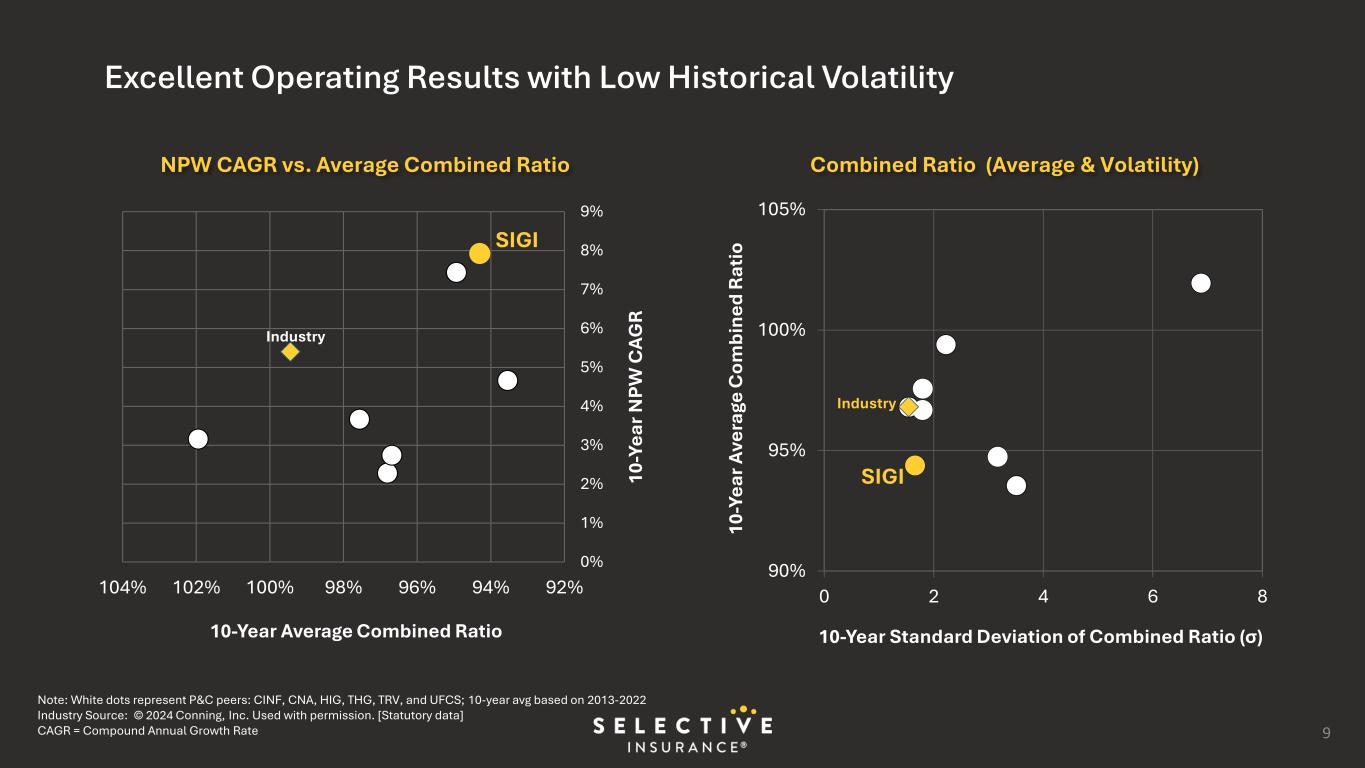 Excellent Operating Results with Low Historical Volatility
NPW CAGR vs. Average Combined Ratio
9%
8%
7%
6%
5%
4%
3%
2%
1%
0%
SIGI
Industry
10-Year NPW CAGR
104%
102%
100%
98%
96%
94%
92%
10-Year Average Combined Ratio
Combined Ratio  (Average & Volatility)
105%
100%
95%
90%
10-Year Average Combined Ratio
Industry
SIGI
0
2
4
6
8
10-Year Standard Deviation of Combined Ratio (σ)
Note: White dots represent P&C peers: CINF, CNA, HIG, THG, TRV, and UFCS; 10-year avg based on 2013-2022
Industry Source:  © 2024 Conning, Inc. Used with permission. [Statutory data]
CAGR = Compound Annual Growth Rate
SELECTIVE
INSURANCE®
9